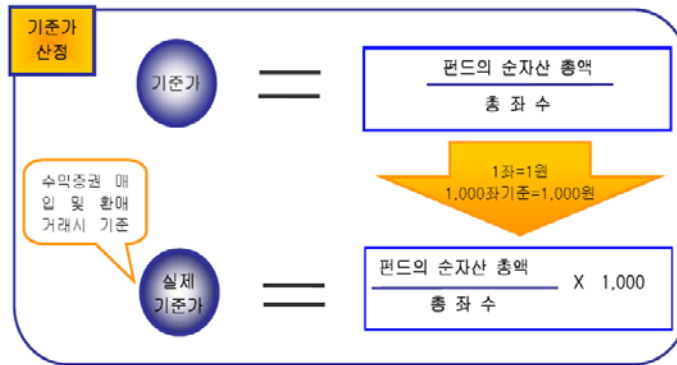 기준가
산정
기준가
펀드의 순자산 총액
총 좌 수
1좌=1원
1,000좌기준=1,000원
수익증권 매
입 및 환매
거래시 기준
실제
기준가
펀드의 순자산 총액
총 좌 수
X 1,000